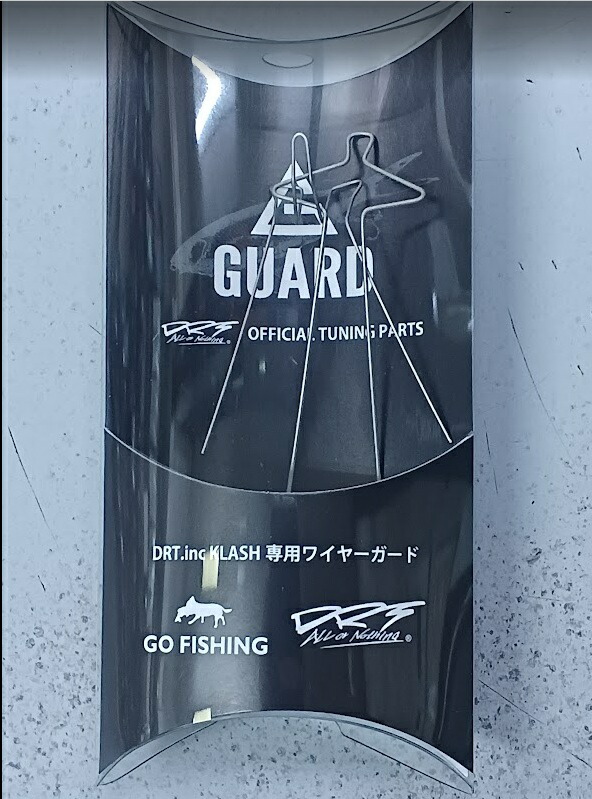 GUARD
DRT ALL or Nothing® OFFICIAL TUNING PARTS
DRT.inc KLASH 専用ワイヤーガード
GO FISHING
DRT ALL or Nothing®